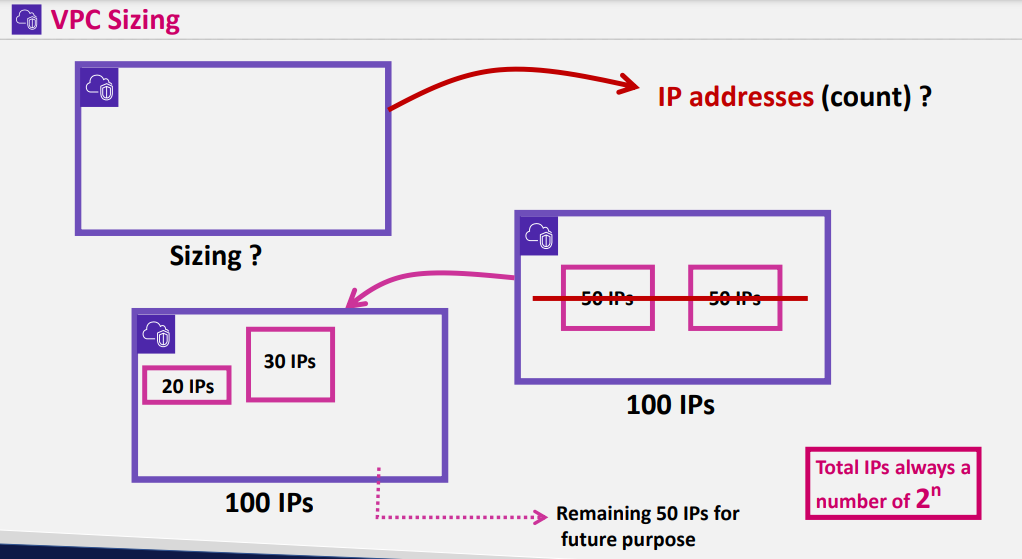 VPC Sizing
IP addresses (count) ?
Sizing ?
50 IPs
50 IPs
100 IPs
20 IPs
30 IPs
100 IPs
Remaining 50 IPs for
future purpose
Total IPs always a
number of 2ⁿ